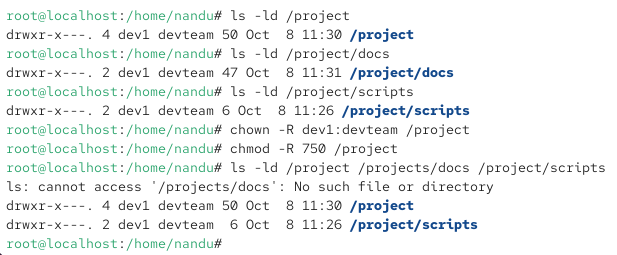 root@localhost:/home/nandu# ls -ld /project
drwxr-x---. 4 dev1 devteam 50 Oct  8 11:30 /project
root@localhost:/home/nandu# ls -ld /project/docs
drwxr-x---. 2 dev1 devteam 47 Oct  8 11:31 /project/docs
root@localhost:/home/nandu# ls -ld /project/scripts
drwxr-x---. 2 dev1 devteam 6 Oct  8 11:26 /project/scripts
root@localhost:/home/nandu# chown -R dev1:devteam /project
root@localhost:/home/nandu# chmod -R 750 /project
root@localhost:/home/nandu# ls -ld /project /projects/docs /project/scripts
ls: cannot access '/projects/docs': No such file or directory
drwxr-x---. 4 dev1 devteam 50 Oct  8 11:30 /project
drwxr-x---. 2 dev1 devteam  6 Oct  8 11:26 /project/scripts
root@localhost:/home/nandu#